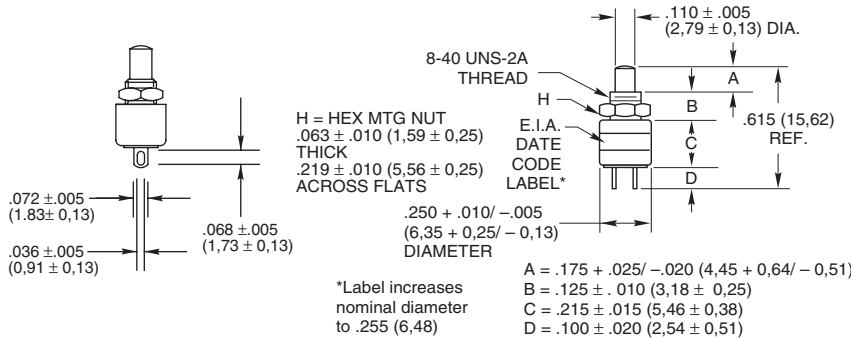 .110 ± .005
(2,79 ± 0,13) DIA.
8-40 UNS-2A
THREAD
A
H
B
H = HEX MTG NUT
.063 ± .010 (1,59 ± 0,25)
THICK
.219 ± .010 (5,56 ± 0,25)
ACROSS FLATS
E.I.A.
DATE
CODE
LABEL*
C
.615 (15,62)
REF.
D
.072 ±.005
(1.83± 0,13)
.068 ±.005
(1,73 ± 0,13)
.036 ±.005
(0,91 ± 0,13)
.250 + .010/ –.005
(6,35 + 0,25/ – 0,13)
DIAMETER
*Label increases
nominal diameter
to .255 (6,48)
A = .175 + .025/ –.020 (4,45 + 0,64/ – 0,51)
B = .125 ± . 010 (3,18 ± 0,25)
C = .215 ± .015 (5,46 ± 0,38)
D = .100 ± .020 (2,54 ± 0,51)